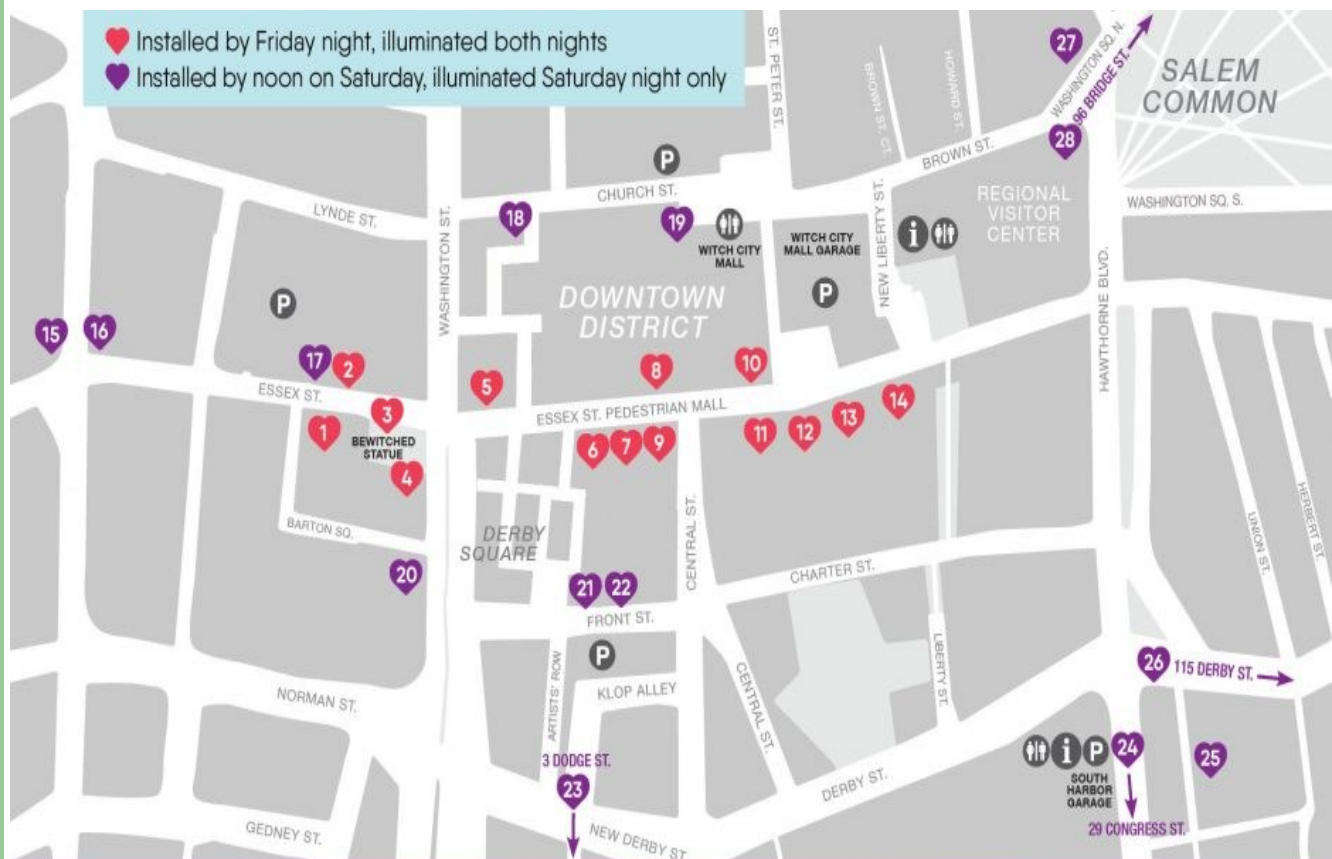 Installed by Friday night, illuminated both nights
Installed by noon on Saturday, illuminated Saturday night only
ST. PETER ST.
BROWN ST. CT.
HOWARD ST.
27
WASHINGTON SQ. N.
96 BRIDGE ST.
SALEM
COMMON
28
BROWN ST.
P
CHURCH ST.
LYNDE ST.
WASHINGTON ST.
18
19
WITCH CITY
MALL
WITCH CITY
MALL GARAGE
P
NEW LIBERTY ST.
i
REGIONAL
VISITOR
CENTER
WASHINGTON SQ. S.
HAWTHORNE BLVD.
DOWNTOWN
DISTRICT
P
15
16
17
2
ESSEX ST.
1
3
BEWITCHED
STATUE
4
5
8
10
ESSEX ST. PEDESTRIAN MALL
6
7
9
11
12
13
14
BARTON SQ.
DERBY
SQUARE
CENTRAL ST.
CHARTER ST.
UNION ST.
HERBERT ST.
20
21
22
FRONT ST.
P
KLOP ALLEY
ARTISTS' ROW
CENTRAL ST.
LIBERTY ST.
26
115 DERBY ST.
NORMAN ST.
3 DODGE ST.
23
DERBY ST.
i
P
24
25
SOUTH
HARBOR
GARAGE
29 CONGRESS ST.
GEDNEY ST.
NEW DERBY ST.